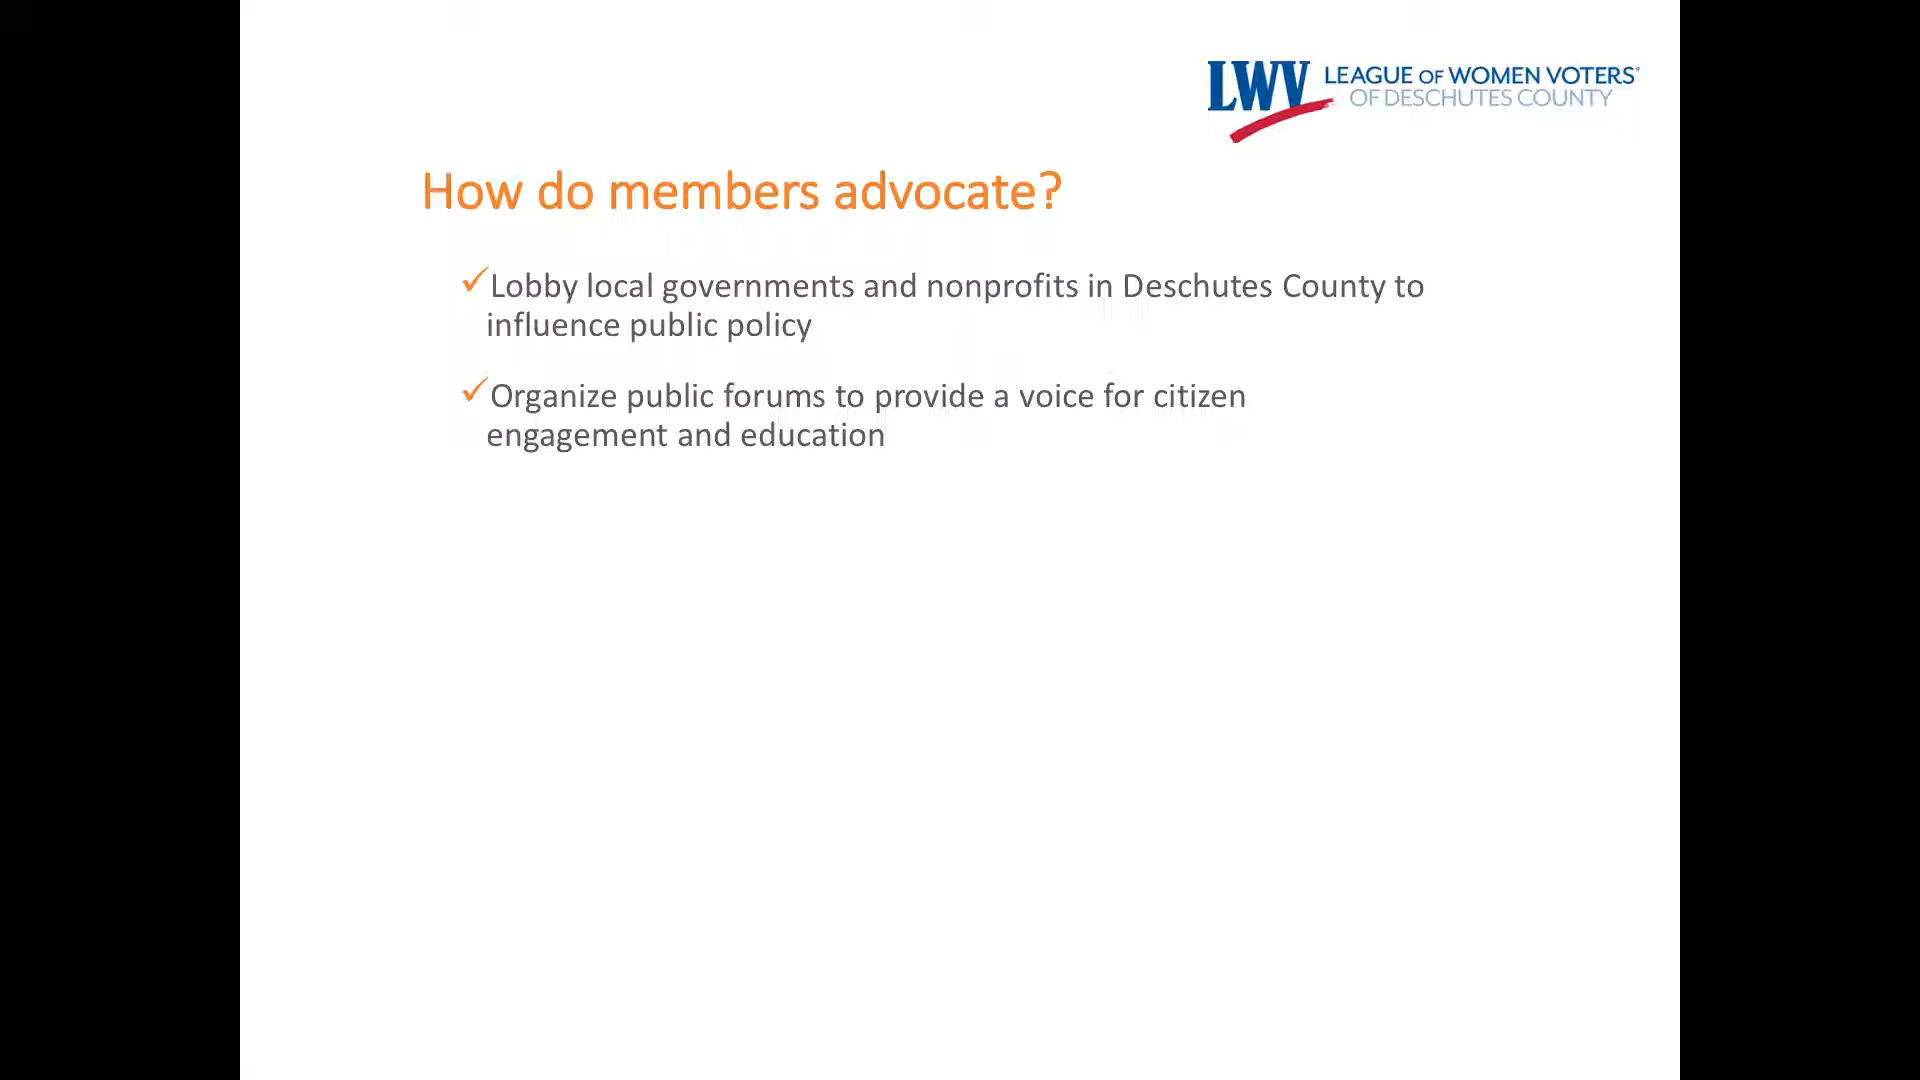 LWV LEAGUE OF WOMEN VOTERS®
OF DESCHUTES COUNTY
How do members advocate?
✓Lobby local governments and nonprofits in Deschutes County to
influence public policy
✓Organize public forums to provide a voice for citizen
engagement and education